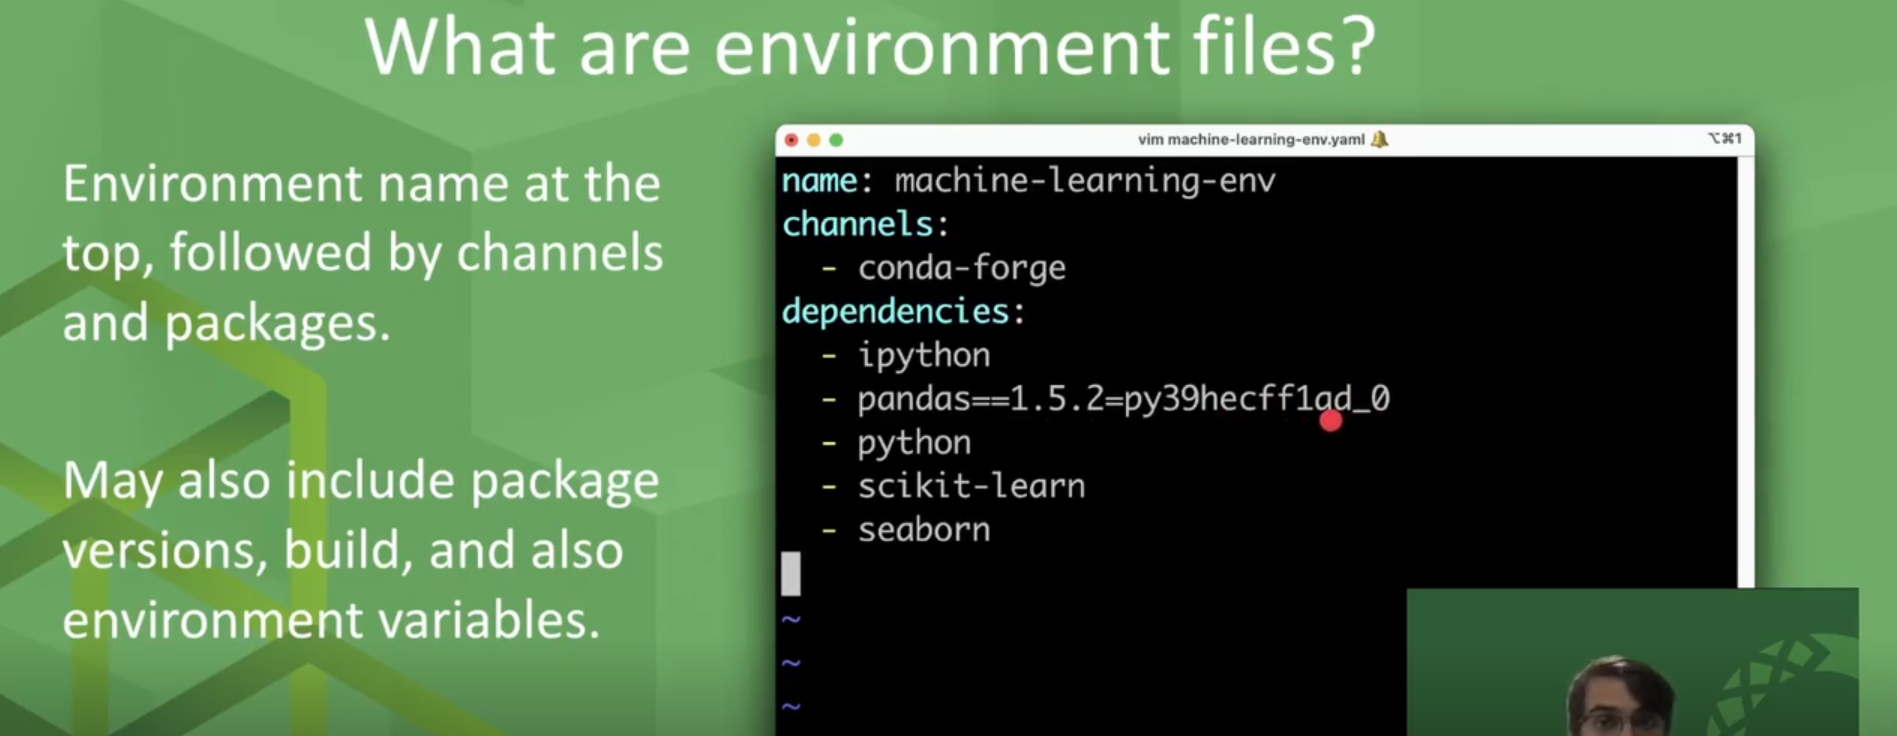 What are environment files?
Environment name at the
top, followed by channels
and packages.
May also include package
versions, build, and also
environment variables.
vim machine-learning-env.yaml 🔔
⌥⌘1
name: machine-learning-env
channels:
  - conda-forge
dependencies:
  - ipython
  - pandas==1.5.2=py39hecff1ad_0
  - python
  - scikit-learn
  - seaborn
~
~
~